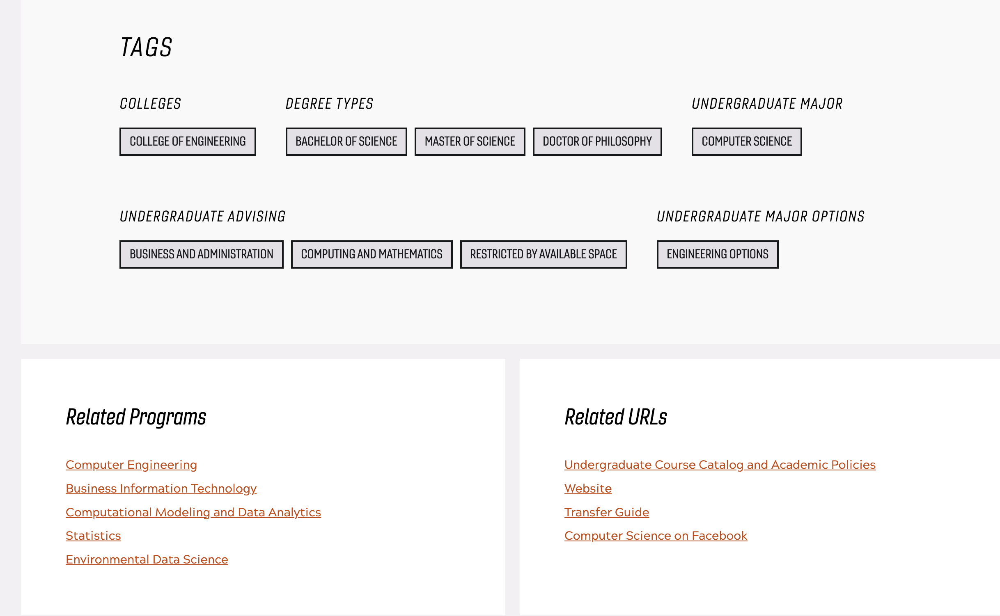 TAGS
COLLEGES
COLLEGE OF ENGINEERING
DEGREE TYPES
BACHELOR OF SCIENCE
MASTER OF SCIENCE
DOCTOR OF PHILOSOPHY
UNDERGRADUATE MAJOR
COMPUTER SCIENCE
UNDERGRADUATE ADVISING
BUSINESS AND ADMINISTRATION
COMPUTING AND MATHEMATICS
RESTRICTED BY AVAILABLE SPACE
UNDERGRADUATE MAJOR OPTIONS
ENGINEERING OPTIONS
Related Programs
Computer Engineering
Business Information Technology
Computational Modeling and Data Analytics
Statistics
Environmental Data Science
Related URLs
Undergraduate Course Catalog and Academic Policies
Website
Transfer Guide
Computer Science on Facebook